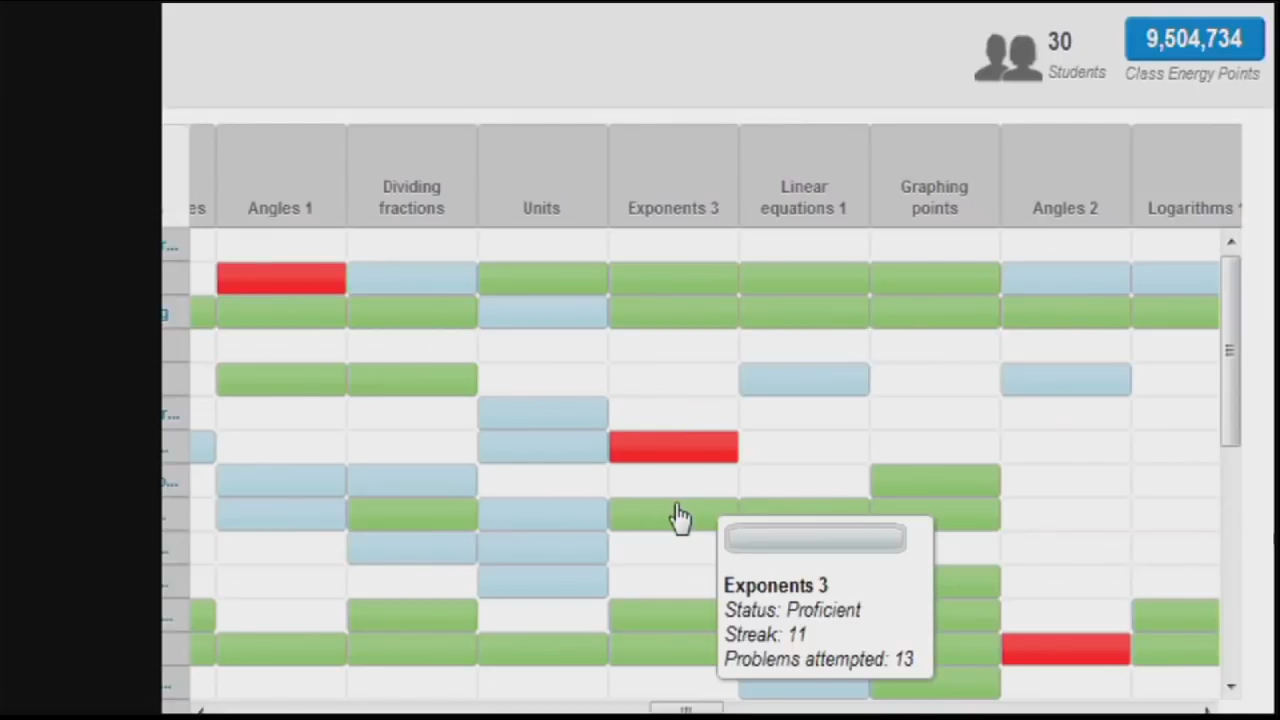 30
Students
9,504,734
Class Energy Points
es
Angles 1
Dividing
fractions
Units
Exponents 3
Linear
equations 1
Graphing
points
Angles 2
Logarithms
r...
g
r...
Exponents 3
Status: Proficient
Streak: 11
Problems attempted: 13